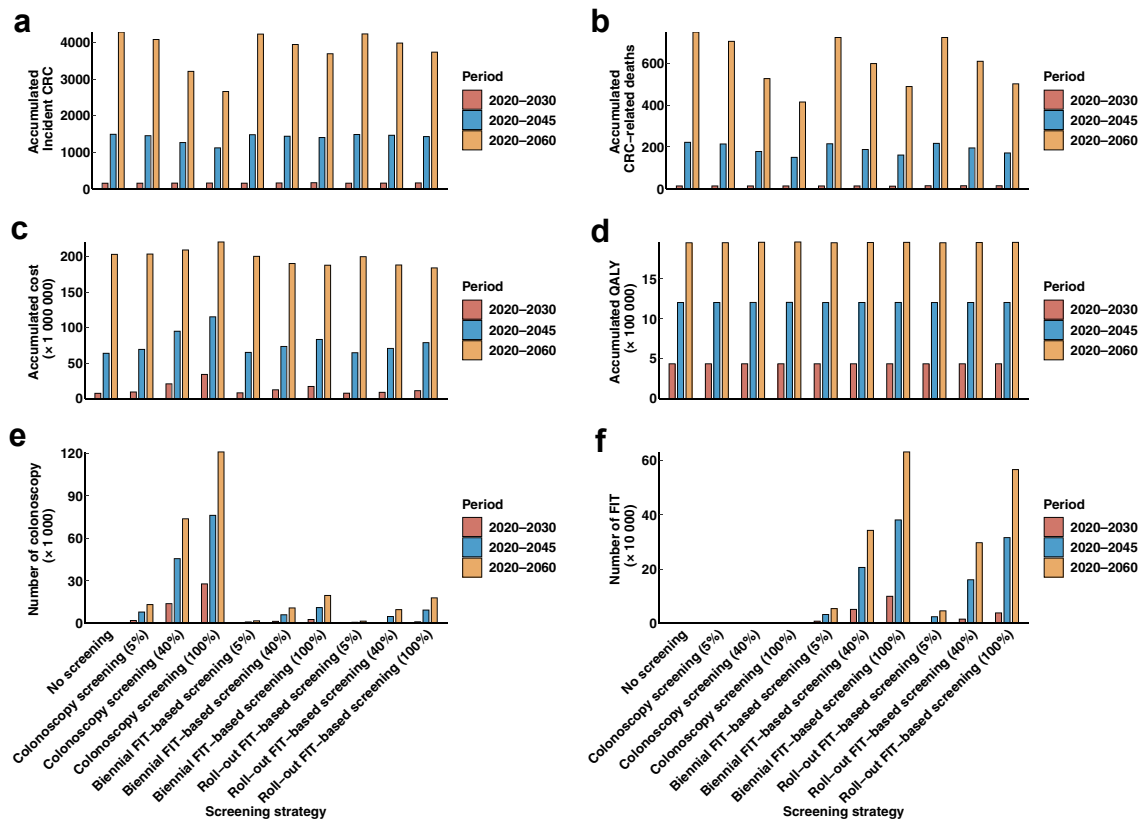 a
4000
3000
2000
1000
0
Accumulated
Incident CRC
Period
2020–2030
2020–2045
2020–2060
b
600
400
200
0
Accumulated
CRC–related deaths
Period
2020–2030
2020–2045
2020–2060
c
200
150
100
50
0
Accumulated cost
(× 1 000 000)
Period
2020–2030
2020–2045
2020–2060
d
15
10
5
0
Accumulated QALY
(× 100 000)
Period
2020–2030
2020–2045
2020–2060
e
120
90
60
30
0
Number of colonoscopy
(× 1 000)
Period
2020–2030
2020–2045
2020–2060
No screening
Colonoscopy screening (5%)
Colonoscopy screening (40%)
Colonoscopy screening (100%)
Biennial FIT–based screening (5%)
Biennial FIT–based screening (40%)
Biennial FIT–based screening (100%)
Roll–out FIT–based screening (5%)
Roll–out FIT–based screening (40%)
Roll–out FIT–based screening (100%)
Screening strategy
f
60
40
20
0
Number of FIT
(× 10 000)
Period
2020–2030
2020–2045
2020–2060
No screening
Colonoscopy screening (5%)
Colonoscopy screening (40%)
Colonoscopy screening (100%)
Biennial FIT–based screening (5%)
Biennial FIT–based screening (40%)
Biennial FIT–based screening (100%)
Roll–out FIT–based screening (5%)
Roll–out FIT–based screening (40%)
Roll–out FIT–based screening (100%)
Screening strategy